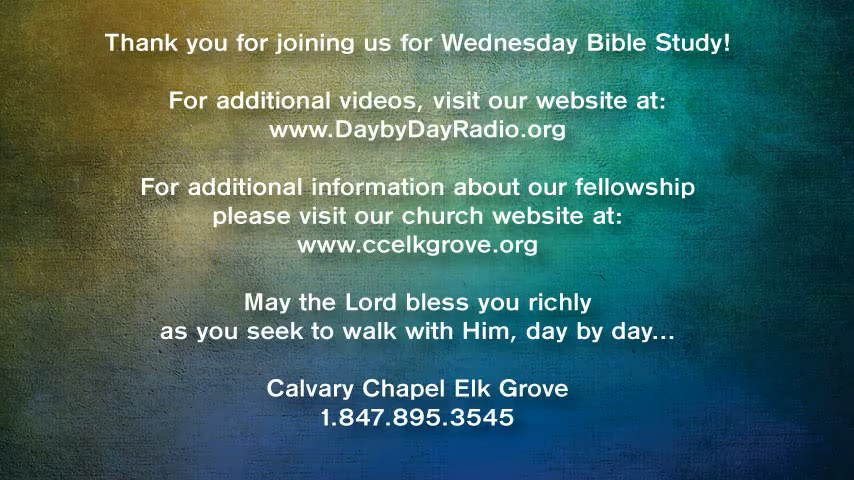 Thank you for joining us for Wednesday Bible Study!
For additional videos, visit our website at:
www.DaybyDayRadio.org
For additional information about our fellowship
please visit our church website at:
www.ccelkgrove.org
May the Lord bless you richly
as you seek to walk with Him, day by day...
Calvary Chapel Elk Grove
1.847.895.3545